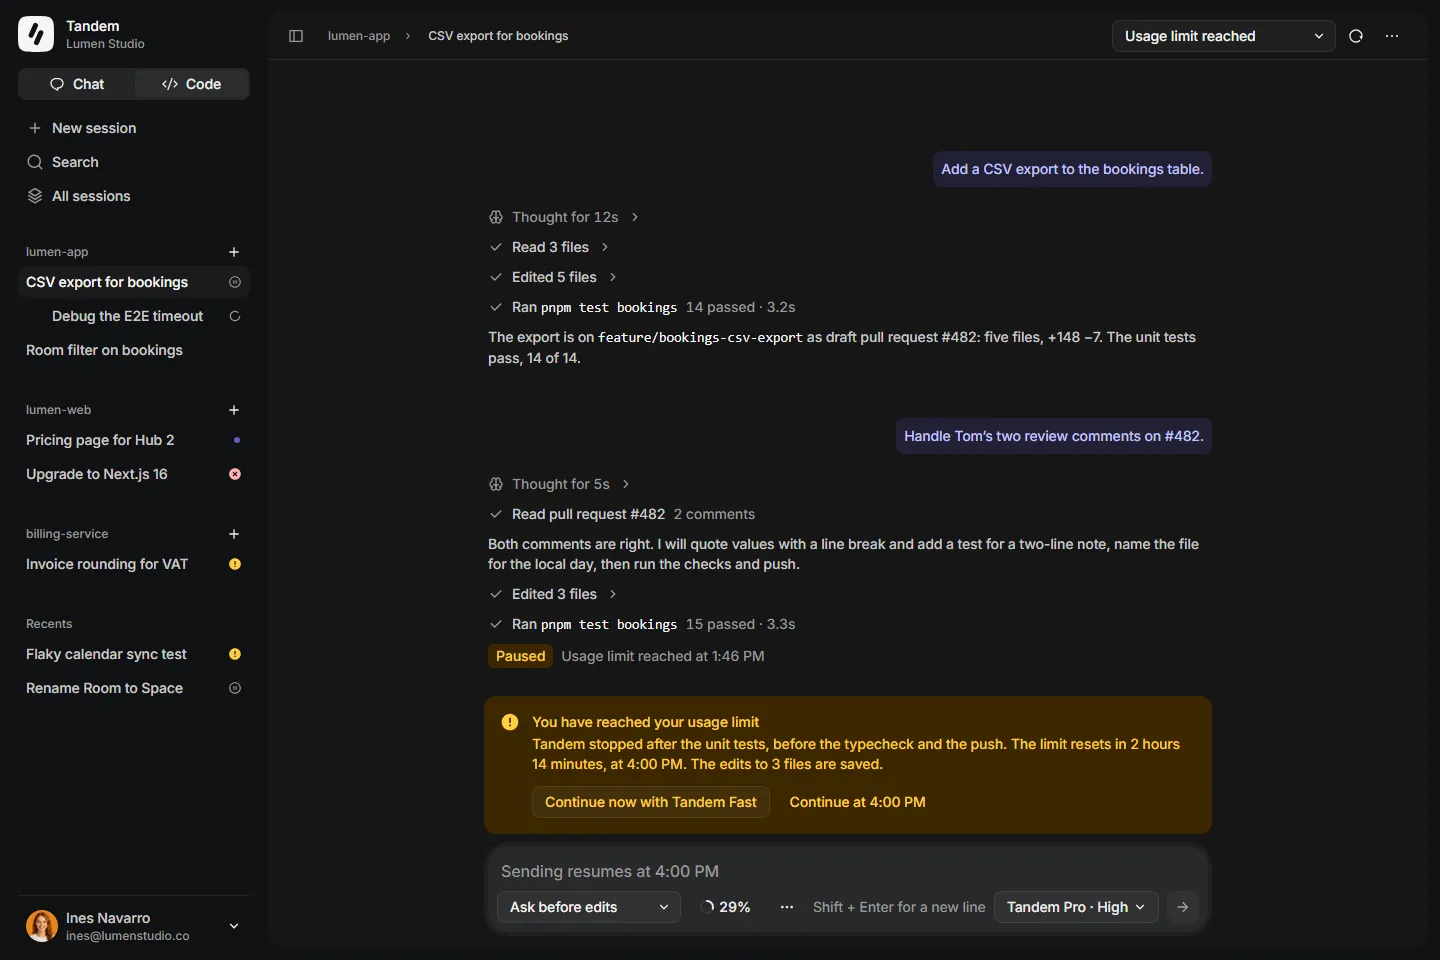 Tandem
Lumen Studio
Chat
Code
New session
Search
All sessions
lumen-app
CSV export for bookings
Debug the E2E timeout
Room filter on bookings
lumen-web
Pricing page for Hub 2
Upgrade to Next.js 16
billing-service
Invoice rounding for VAT
Recents
Flaky calendar sync test
Rename Room to Space
Ines Navarro
ines@lumenstudio.co
lumen-app
CSV export for bookings
Usage limit reached
Add a CSV export to the bookings table.
Thought for 12s
Read 3 files
Edited 5 files
Ran pnpm test bookings 14 passed · 3.2s
The export is on feature/bookings-csv-export as draft pull request #482: five files, +148 −7. The unit tests
pass, 14 of 14.
Handle Tom’s two review comments on #482.
Thought for 5s
Read pull request #482 2 comments
Both comments are right. I will quote values with a line break and add a test for a two-line note, name the file
for the local day, then run the checks and push.
Edited 3 files
Ran pnpm test bookings 15 passed · 3.3s
Paused Usage limit reached at 1:46 PM
You have reached your usage limit
Tandem stopped after the unit tests, before the typecheck and the push. The limit resets in 2 hours
14 minutes, at 4:00 PM. The edits to 3 files are saved.
Continue now with Tandem Fast
Continue at 4:00 PM
Sending resumes at 4:00 PM
Ask before edits
29%
Shift + Enter for a new line
Tandem Pro · High